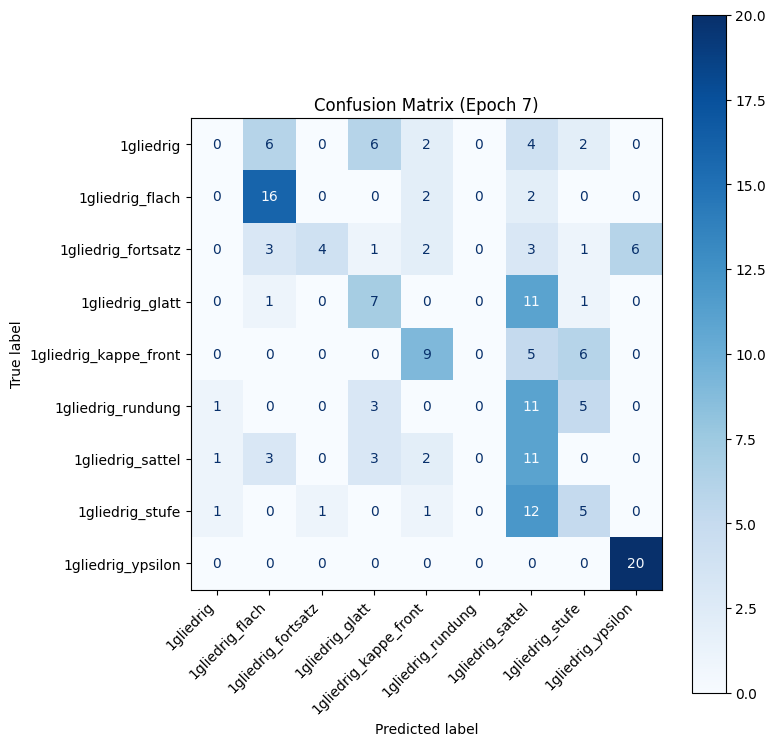 Confusion Matrix (Epoch 7)
True label
1gliedrig 0 6 0 6 2 0 4 2 0
1gliedrig_flach 0 16 0 0 2 0 2 0 0
1gliedrig_fortsatz 0 3 4 1 2 0 3 1 6
1gliedrig_glatt 0 1 0 7 0 0 11 1 0
1gliedrig_kappe_front 0 0 0 0 9 0 5 6 0
1gliedrig_rundung 1 0 0 3 0 0 11 5 0
1gliedrig_sattel 1 3 0 3 2 0 11 0 0
1gliedrig_stufe 1 0 1 0 1 0 12 5 0
1gliedrig_ypsilon 0 0 0 0 0 0 0 0 20
1gliedrig
1gliedrig_flach
1gliedrig_fortsatz
1gliedrig_glatt
1gliedrig_kappe_front
1gliedrig_rundung
1gliedrig_sattel
1gliedrig_stufe
1gliedrig_ypsilon
Predicted label
20.0
17.5
15.0
12.5
10.0
7.5
5.0
2.5
0.0